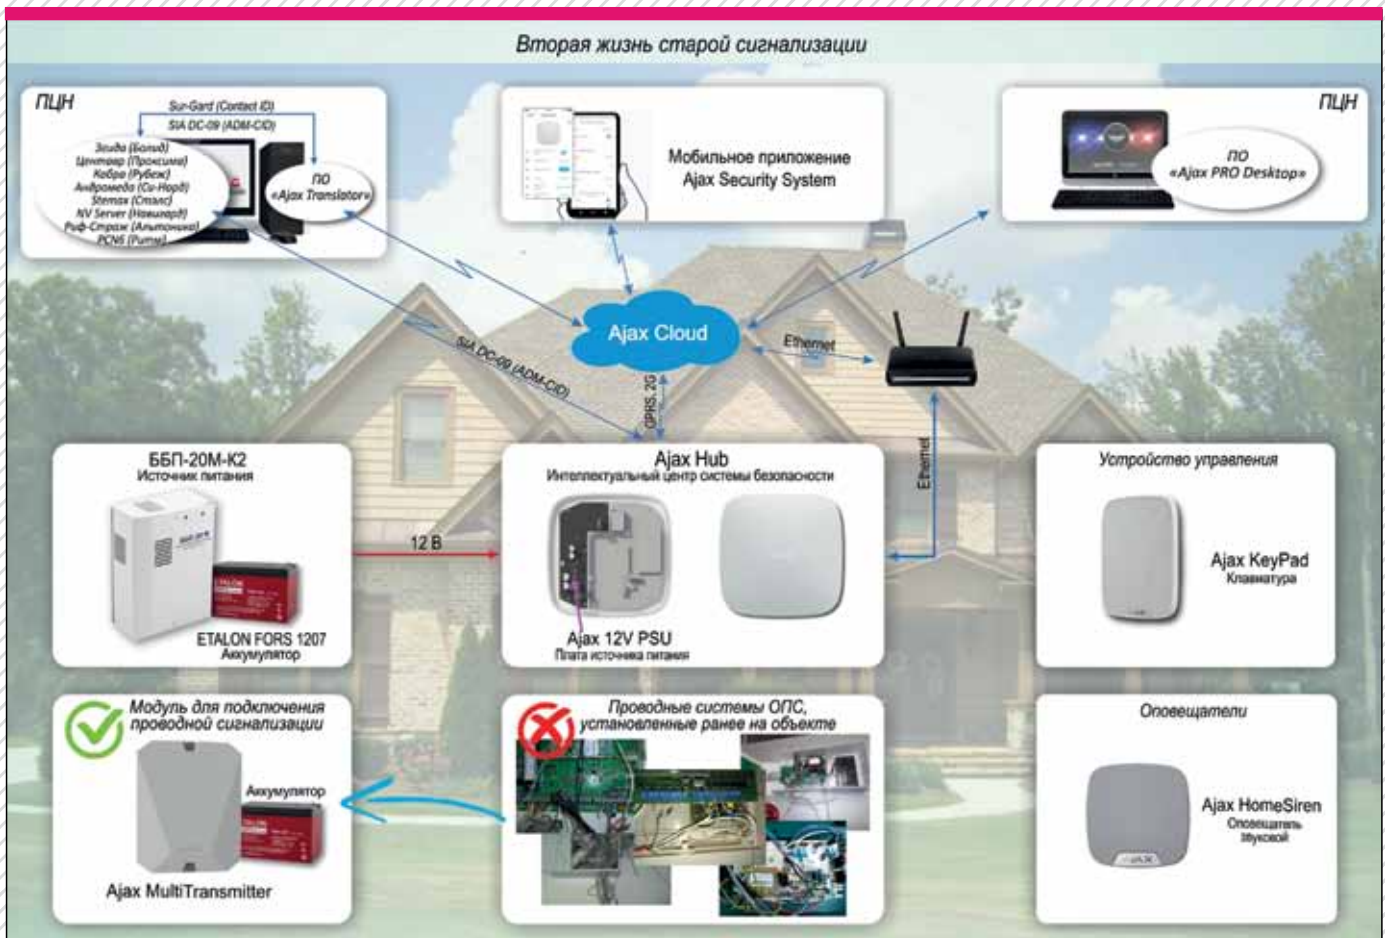 Вторая жизнь старой сигнализации
ПЦН
Sur-Gard (Contact ID)
SIA DC-09 (ADM-CID)
Эгида (Болид)
Центавр (Проксима)
Кобра (Рубеж)
Андромеда (Си-Норд)
Stemax (Стэлс)
NV Server (Навигард)
Риф-Страж (Альтоника)
PCN6 (Ритм)
ПО
«Ajax Translator»
Мобильное приложение
Ajax Security System
ПЦН
ПО
«Ajax PRO Desktop»
Ajax Cloud
Ethernet
SIA DC-09 (ADM-CID)
GPRS, 2G
Ethernet
ББП-20М-К2
Источник питания
ETALON FORS 1207
Аккумулятор
12 В
Ajax Hub
Интеллектуальный центр системы безопасности
Ajax 12V PSU
Плата источника питания
Устройство управления
Ajax KeyPad
Клавиатура
Модуль для подключения
проводной сигнализации
Аккумулятор
Ajax MultiTransmitter
Проводные системы ОПС,
установленные ранее на объекте
Оповещатели
AJAX
Ajax HomeSiren
Оповещатель
звуковой